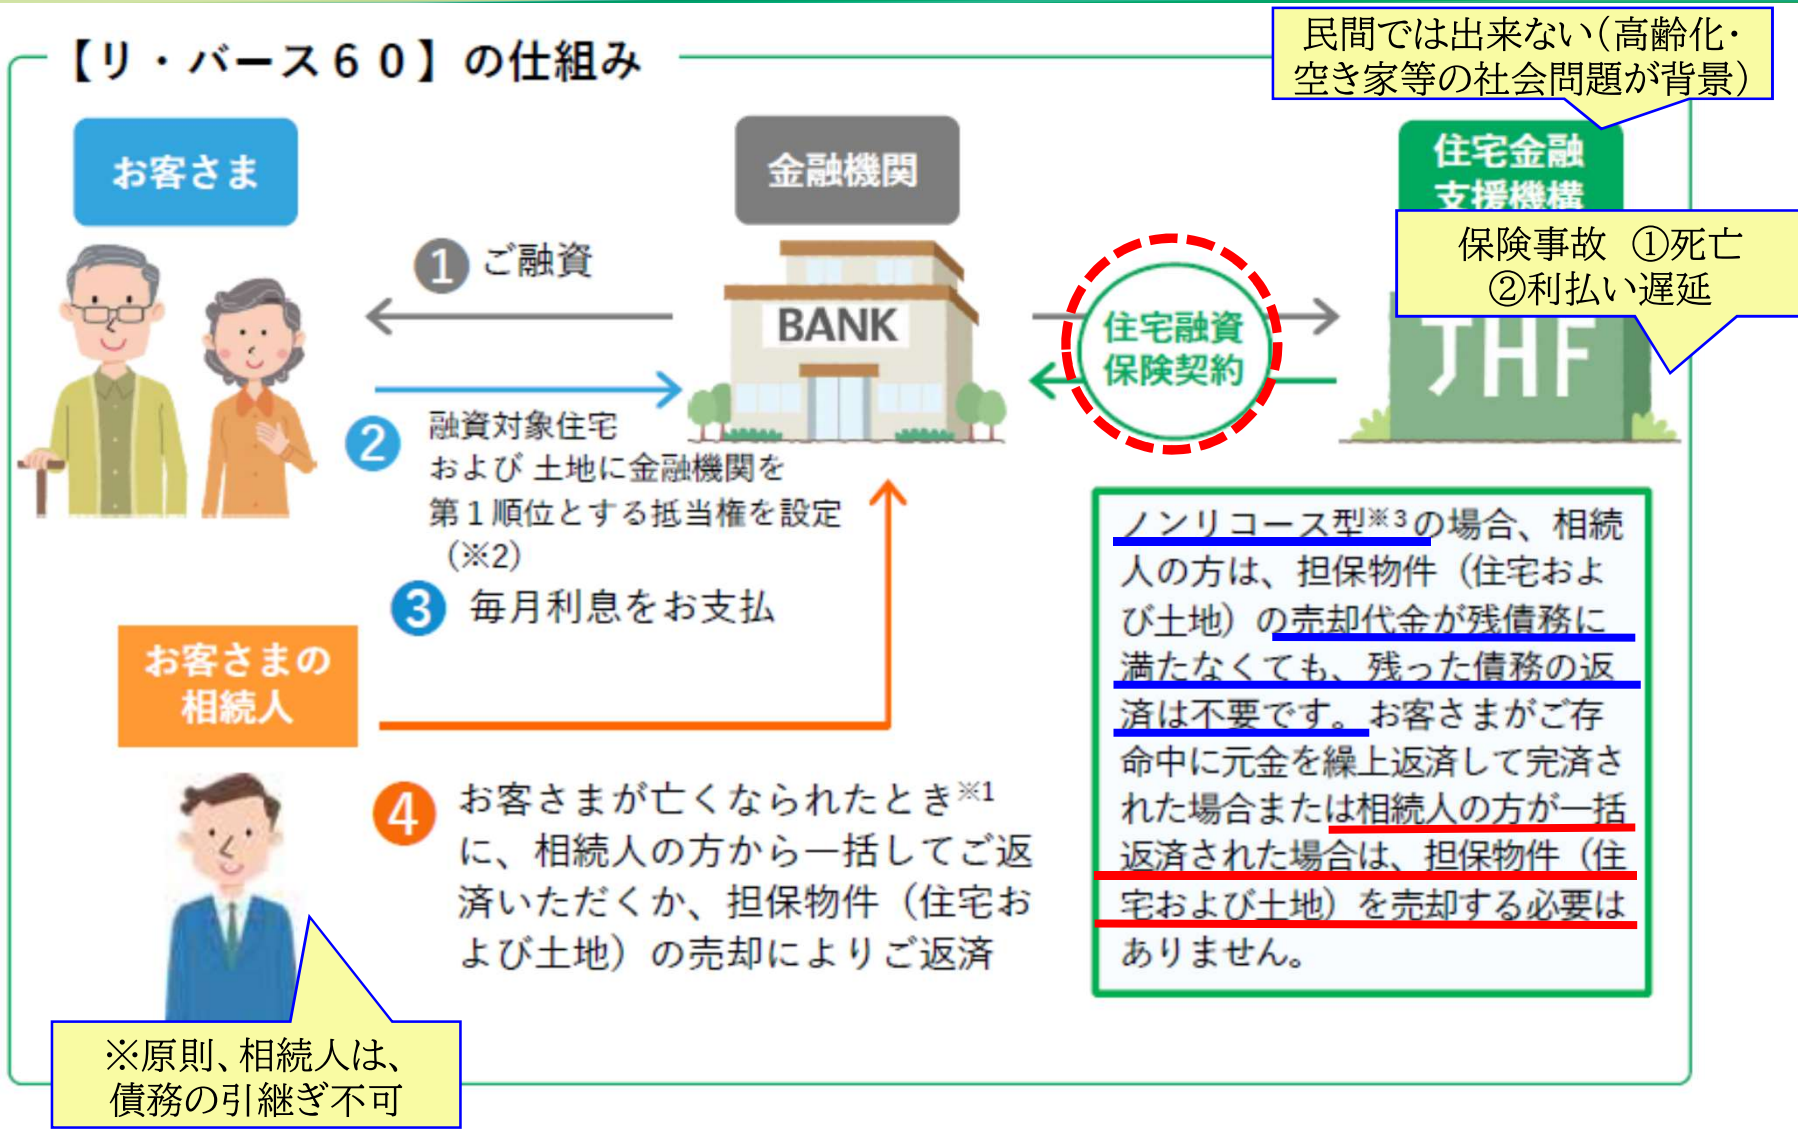 民間では出来ない（高齢化・
空き家等の社会問題が背景）
【リ・バース６０】の仕組み
お客さま
金融機関
住宅金融
支援機構
保険事故　①死亡
②利払い遅延
1 ご融資
BANK
住宅融資
保険契約
JHF
2 融資対象住宅
および 土地に金融機関を
第１順位とする抵当権を設定
（※2）
3 毎月利息をお支払
お客さまの
相続人
4 お客さまが亡くなられたとき※1
に、相続人の方から一括してご返
済いただくか、担保物件（住宅お
よび土地）の売却によりご返済
ノンリコース型※3の場合、相続
人の方は、担保物件（住宅およ
び土地）の売却代金が残債務に
満たなくても、残った債務の返
済は不要です。お客さまがご存
命中に元金を繰上返済して完済さ
れた場合または相続人の方が一括
返済された場合は、担保物件（住
宅および土地）を売却する必要は
ありません。
※原則、相続人は、
債務の引継ぎ不可